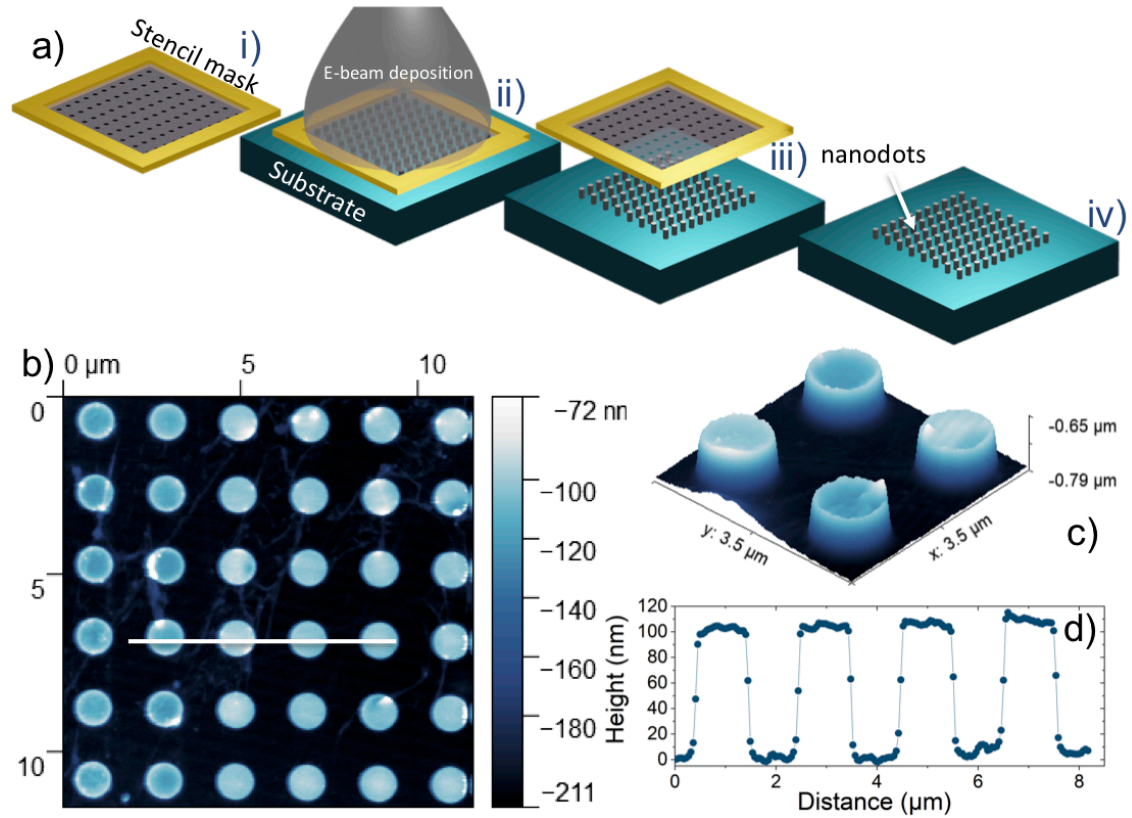 a)
i)
Stencil mask
E-beam deposition
ii)
Substrate
iii)
nanodots
iv)
b)
0 µm
5
10
0
5
10
−72 nm
−100
−120
−140
−160
−180
−211
-0.65 µm
-0.79 µm
y: 3.5 µm
x: 3.5 µm
c)
d)
Height (nm)
120
100
80
60
40
20
0
0
2
4
6
8
Distance (µm)